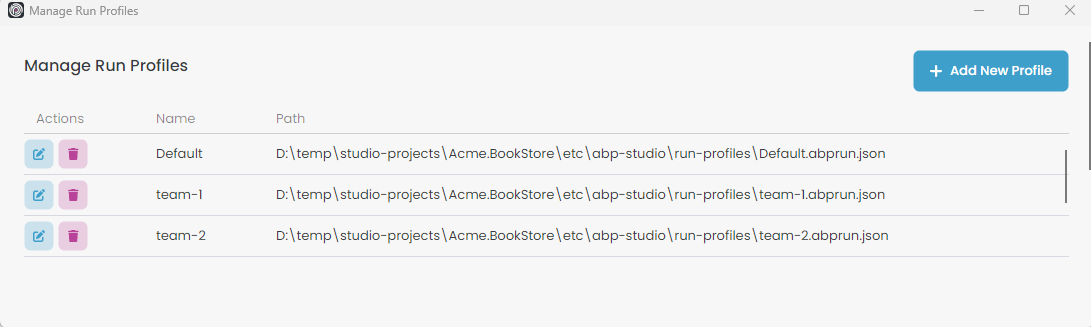 Manage Run Profiles
Manage Run Profiles
Add New Profile
Actions Name Path
Default D:\temp\studio-projects\Acme.BookStore\etc\abp-studio\run-profiles\Default.abprun.json
team-1 D:\temp\studio-projects\Acme.BookStore\etc\abp-studio\run-profiles\team-1.abprun.json
team-2 D:\temp\studio-projects\Acme.BookStore\etc\abp-studio\run-profiles\team-2.abprun.json